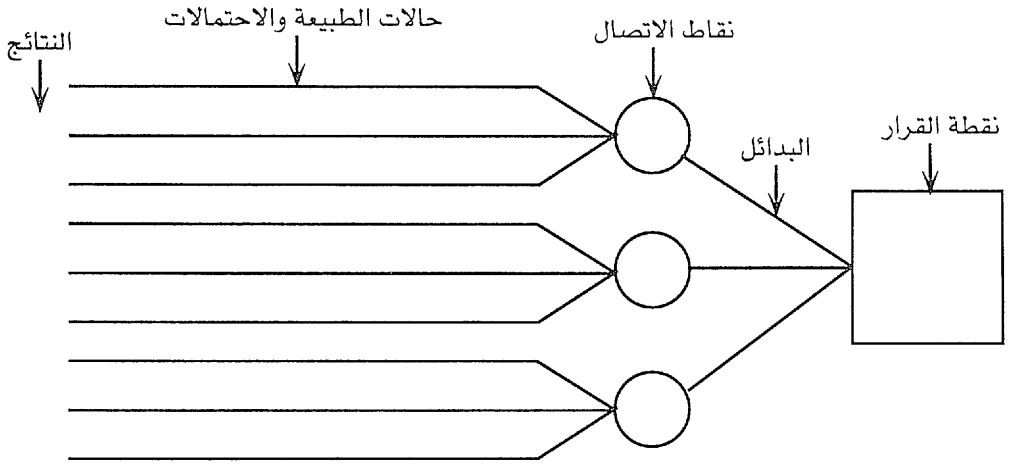 حالات الطبيعة والاحتمالات
نقاط الاتصال
النتائج
نقطة القرار
البدائل